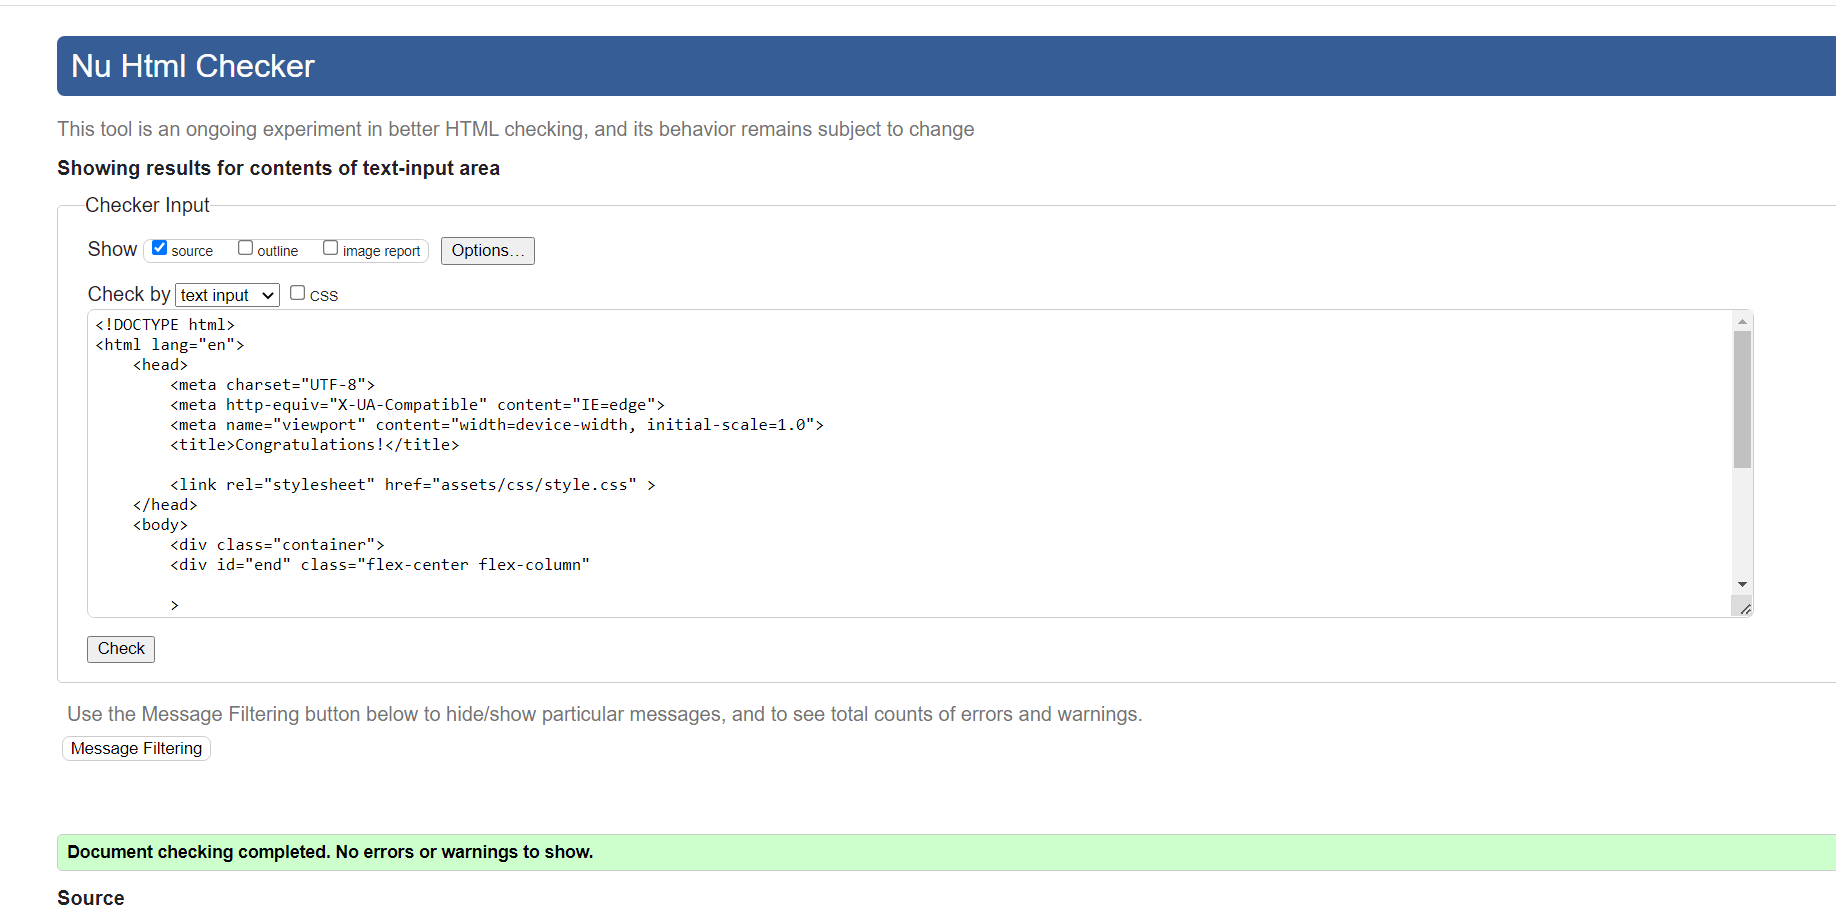 Nu Html Checker
This tool is an ongoing experiment in better HTML checking, and its behavior remains subject to change
Showing results for contents of text-input area
Checker Input
Show source outline image report Options...
Check by text input CSS
<!DOCTYPE html>
<html lang="en">
    <head>
        <meta charset="UTF-8">
        <meta http-equiv="X-UA-Compatible" content="IE=edge">
        <meta name="viewport" content="width=device-width, initial-scale=1.0">
        <title>Congratulations!</title>
        <link rel="stylesheet" href="assets/css/style.css" >
    </head>
    <body>
        <div class="container">
        <div id="end" class="flex-center flex-column"
        >
Check
Use the Message Filtering button below to hide/show particular messages, and to see total counts of errors and warnings.
Message Filtering
Document checking completed. No errors or warnings to show.
Source